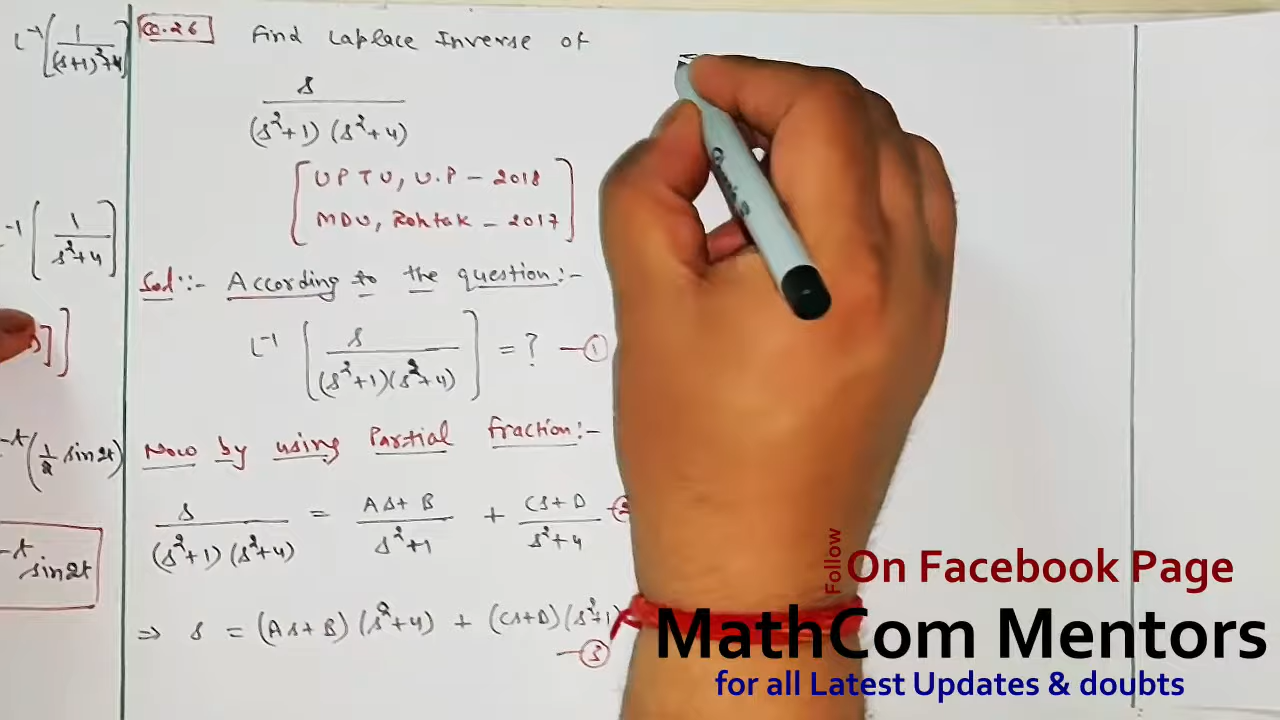 L⁻¹[1/((s+1)²+4)]
⁻¹[1/(s²+4)]
]]
⁻ᵗ(1/2 sin2t)
⁻ᵗ sin2t
Q.26 Find Laplace Inverse of
s/((s²+1)(s²+4))
[UPTU, U.P - 2018
MDU, Rohtak - 2017]
Sol:- According to the question:-
L⁻¹[s/((s²+1)(s²+4))] = ? —①
Now by using Partial fraction:-
s/((s²+1)(s²+4)) = (As+B)/(s²+1) + (Cs+D)/(s²+4) —②
⇒ s = (As+B)(s²+4) + (Cs+D)(s²+1)
—③
Follow
On Facebook Page
MathCom Mentors
for all Latest Updates & doubts